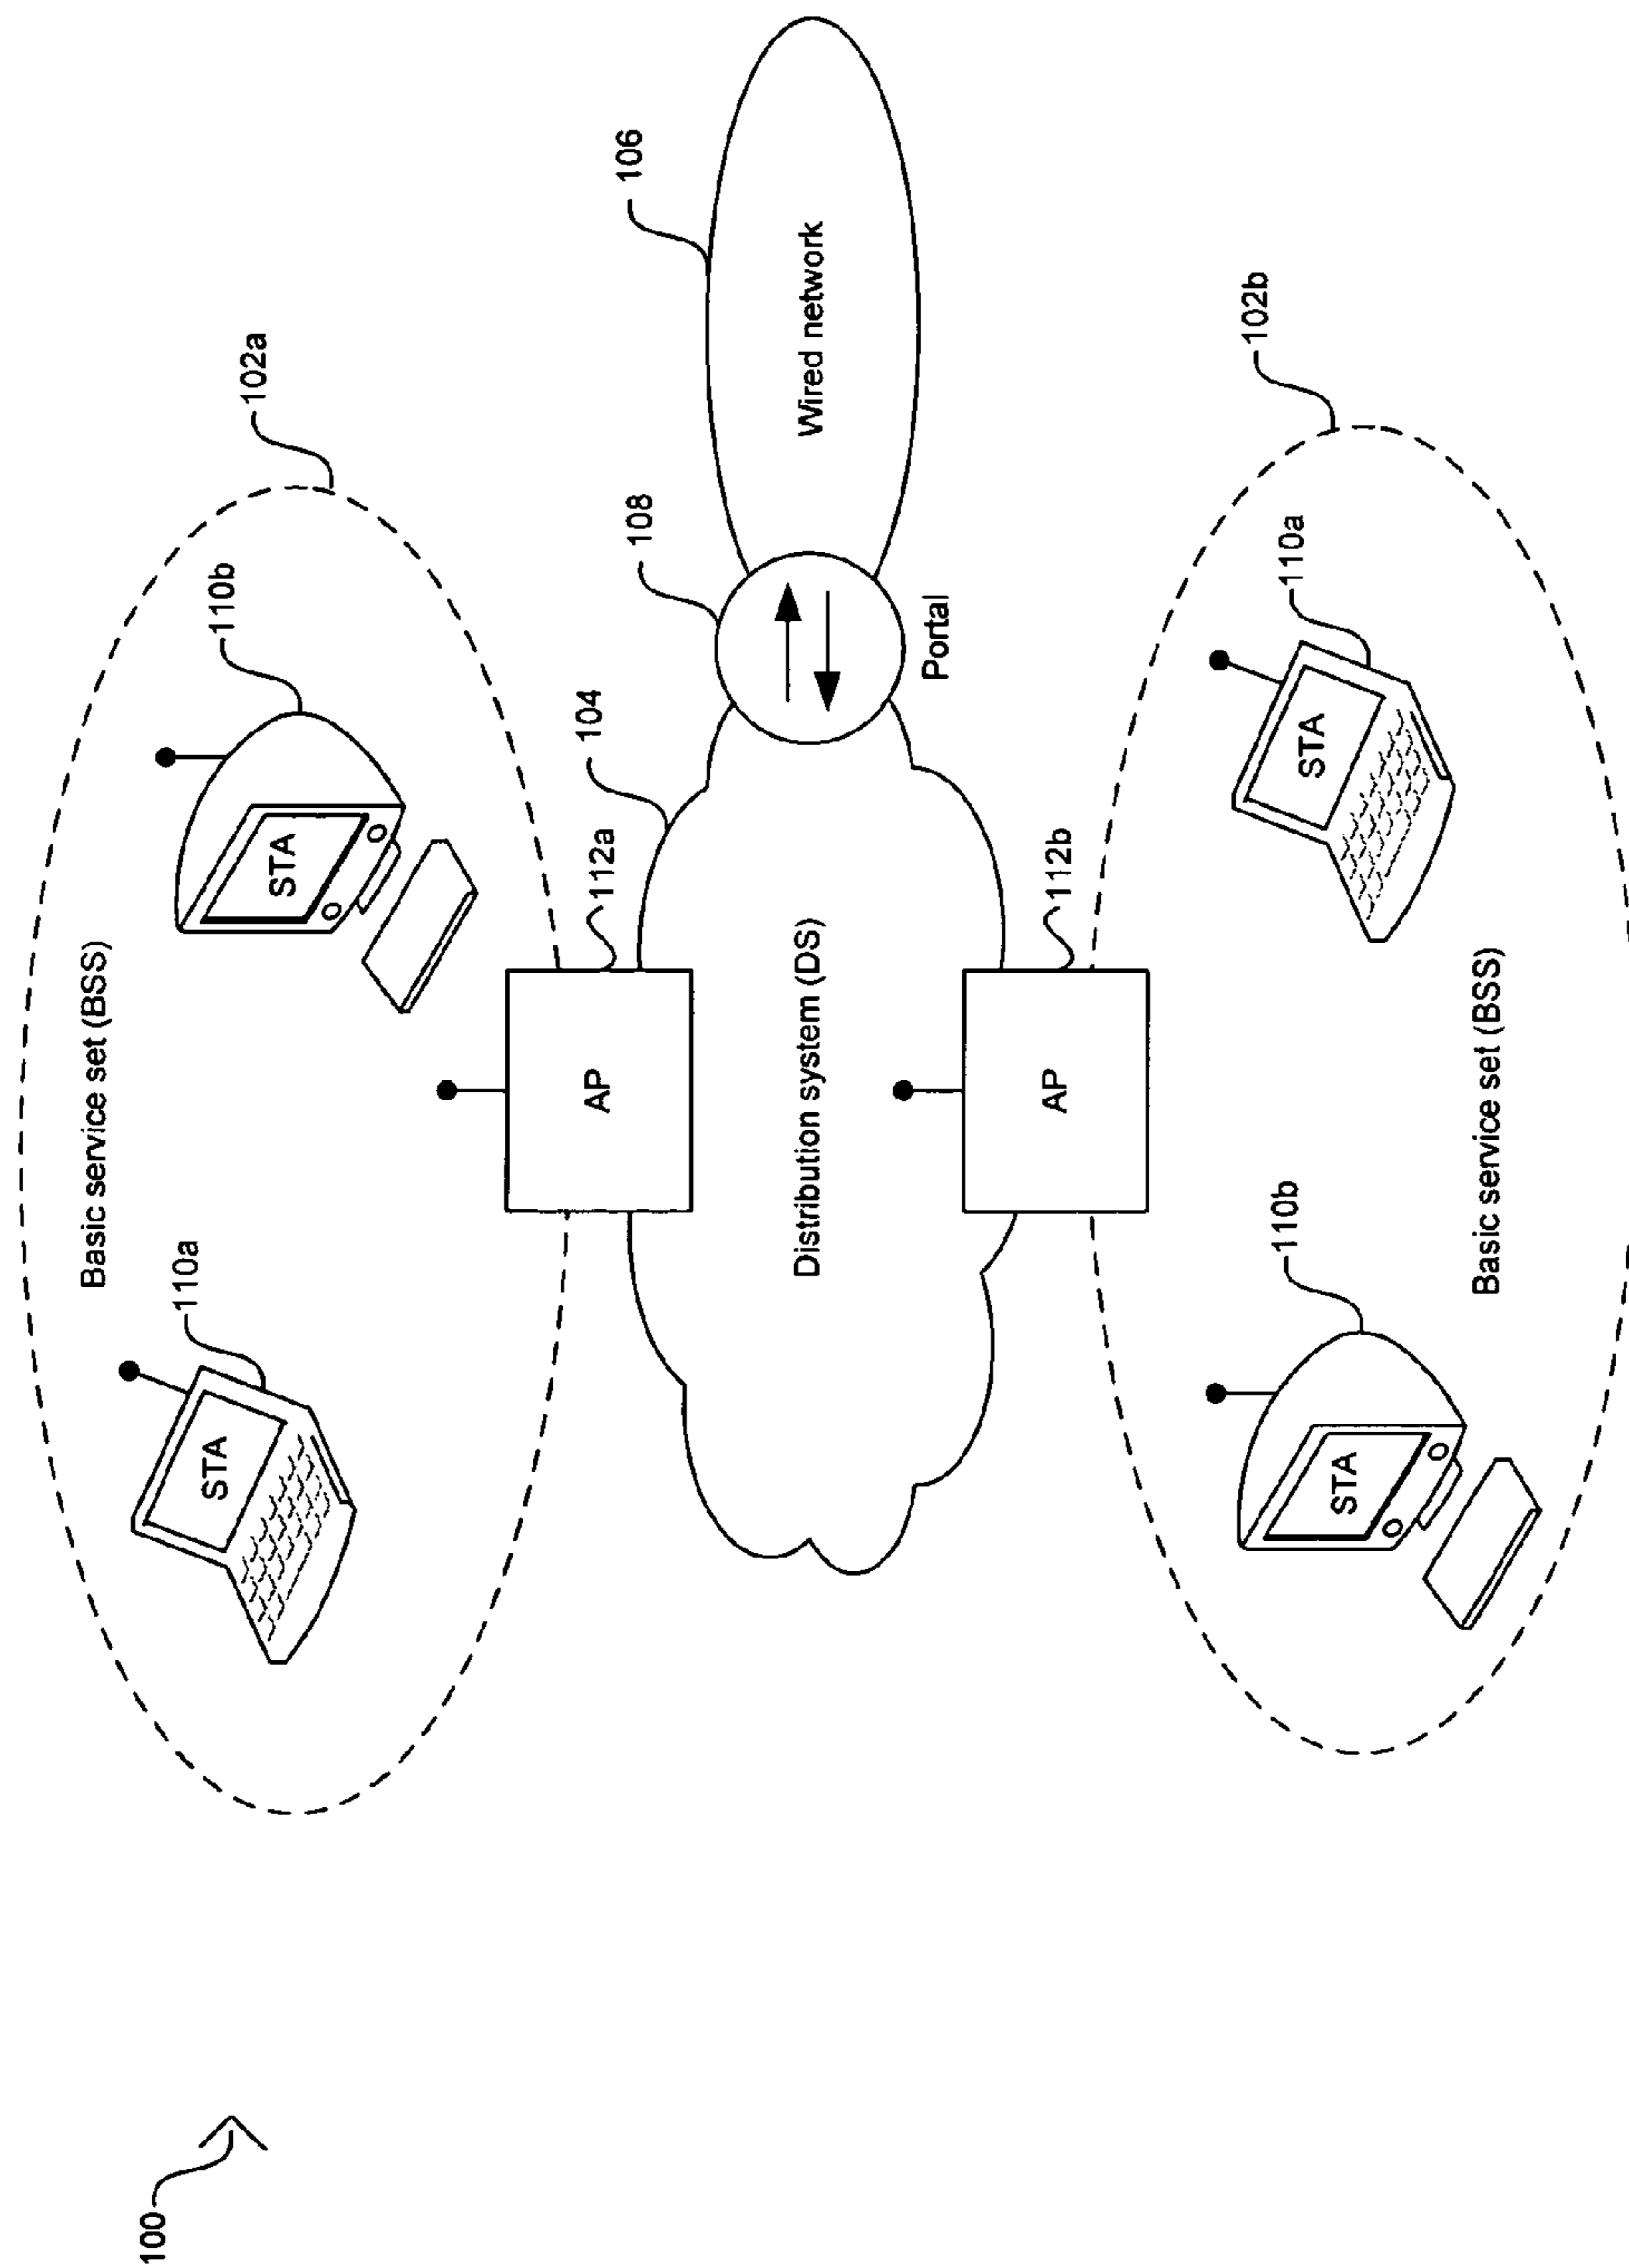 Basic service set (BSS)
100
110a
110b
102a
STA
STA
AP
112a
104
108
106
Distribution system (DS)
Wired network
Portal
AP
112b
102b
110b
110a
STA
STA
Basic service set (BSS)